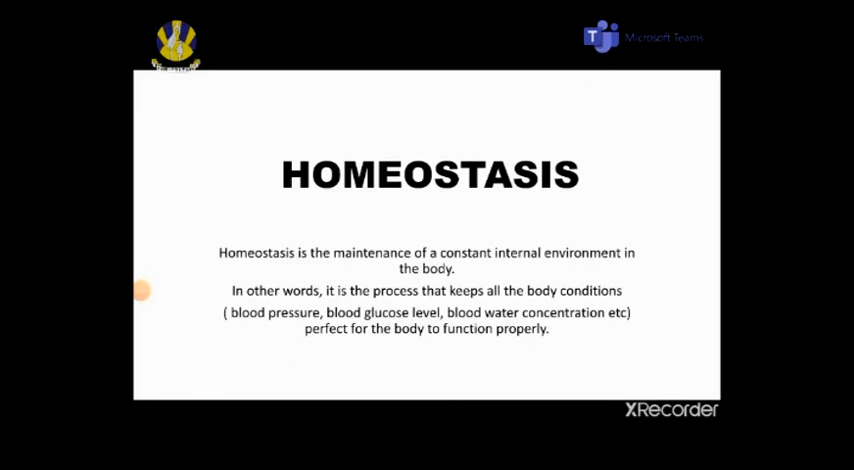 Microsoft Teams
HOMEOSTASIS
Homeostasis is the maintenance of a constant internal environment in
the body.
In other words, it is the process that keeps all the body conditions
( blood pressure, blood glucose level, blood water concentration etc)
perfect for the body to function properly.
XRecorder